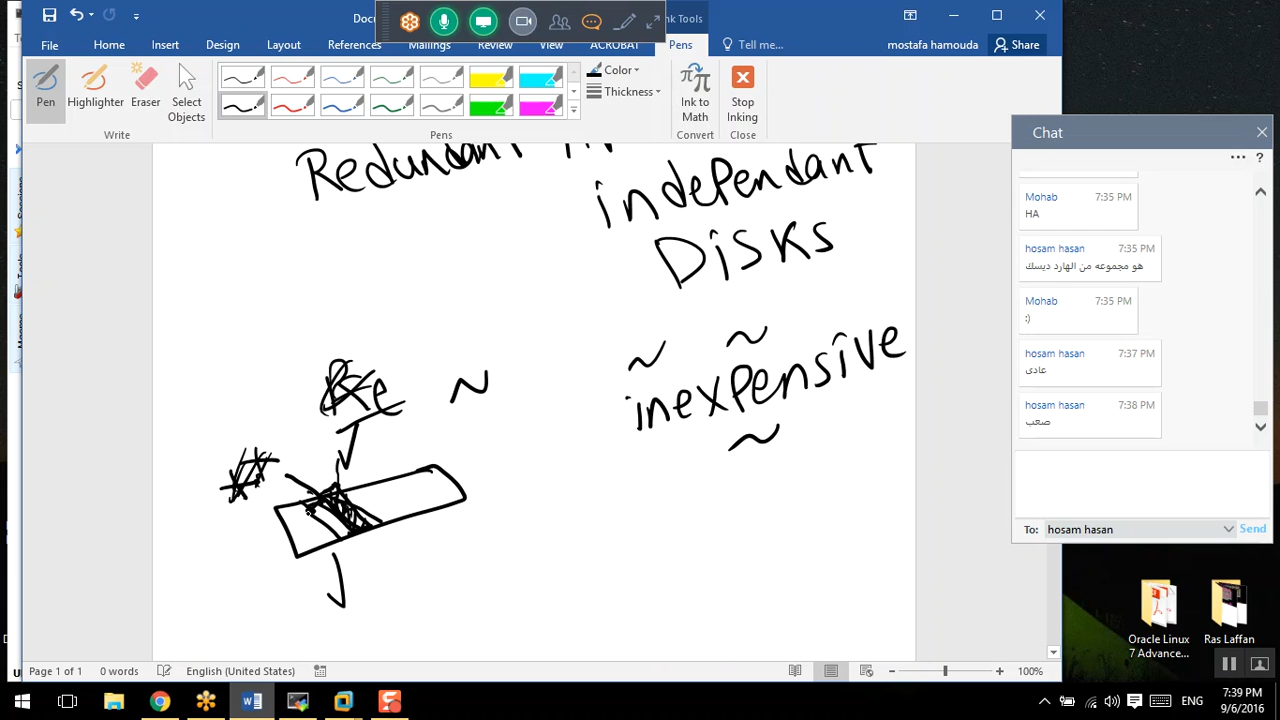 Docu
nk Tools
mostafa hamouda
Share
File
Home
Insert
Design
Layout
References
Mailings
Review
View
ACROBAT
Pens
Tell me...
Pen
Highlighter
Eraser
Select
Objects
Color
Thickness
Ink to
Math
Stop
Inking
Write
Pens
Convert
Close
Redundant
independant
Disks
inexpensive
Re
Chat
?
Mohab 7:35 PM
HA
hosam hasan 7:35 PM
هو مجموعه من الهارد ديسك
Mohab 7:35 PM
:)
hosam hasan 7:37 PM
عادى
hosam hasan 7:38 PM
صعب
To: hosam hasan
Send
Oracle Linux
7 Advance...
Ras Laffan
Page 1 of 1
0 words
English (United States)
100%
ENG
7:39 PM
9/6/2016